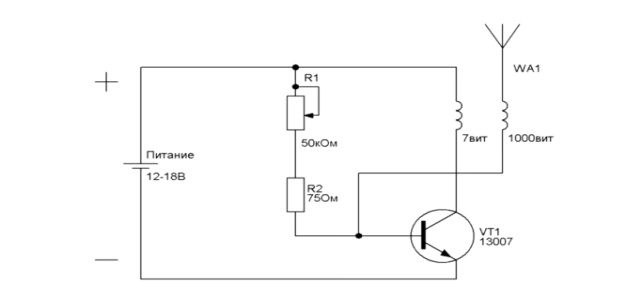 WA1
+
R1
7вит
1000вит
50кОм
Питание
12-18В
R2
75Ом
VT1
13007
—